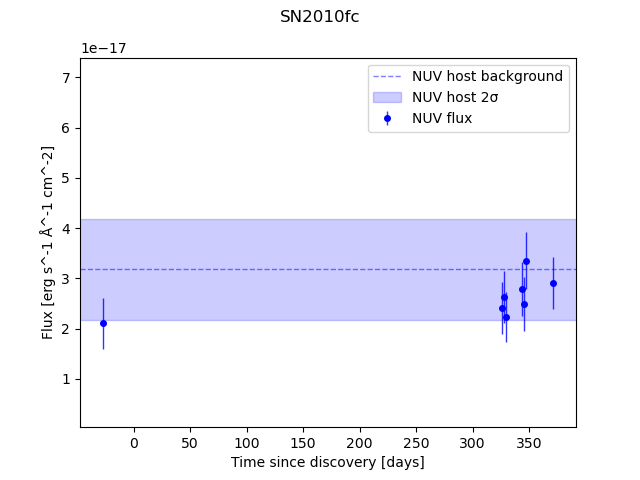 SN2010fc
1e−17
NUV host background
NUV host 2σ
NUV flux
7
6
5
4
3
2
1
Flux [erg s^-1 Å^-1 cm^-2]
0 50 100 150 200 250 300 350
Time since discovery [days]